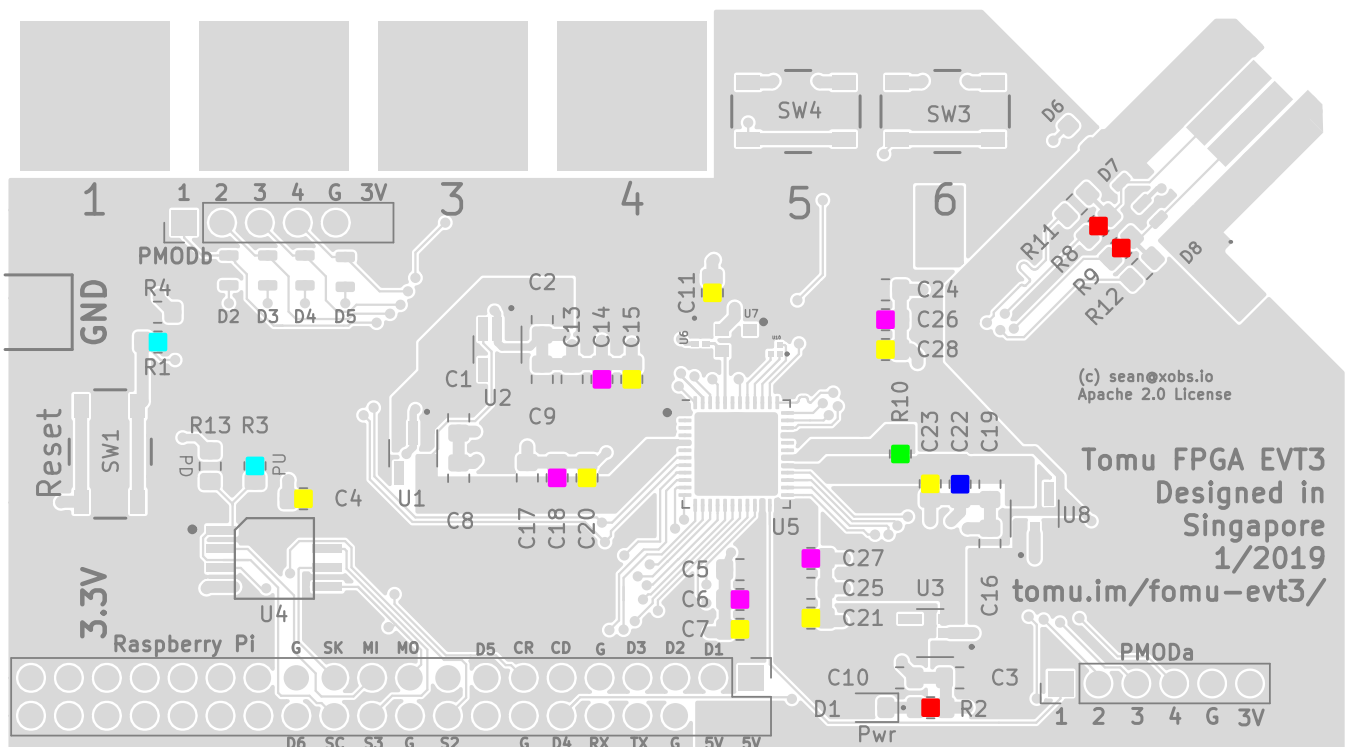 SW4
SW3
D6
D7
1
3
4
5
6
1 2 3 4 G 3V
PMODb
R11
R8
R9
R12
D8
GND
R4
D2 D3 D4 D5
R1
C2
C11
C13
C14
C15
U6
U7
U10
C24
C26
C28
(c) sean@xobs.io
Apache 2.0 License
C1
U2
C9
R10
C23
C22
C19
Reset
SW1
R13 R3
PD
PU
C4
U1
C8
C17
C18
C20
U5
U8
Tomu FPGA EVT3
Designed in
Singapore
1/2019
tomu.im/fomu-evt3/
3.3V
U4
C5
C6
C7
C27
C25
C21
U3
C16
Raspberry Pi
G SK MI MO D5 CR CD G D3 D2 D1
PMODa
C10
C3
D1
R2
Pwr
1 2 3 4 G 3V
D6 SC S3 G S2 G D4 RX TX G 5V 5V